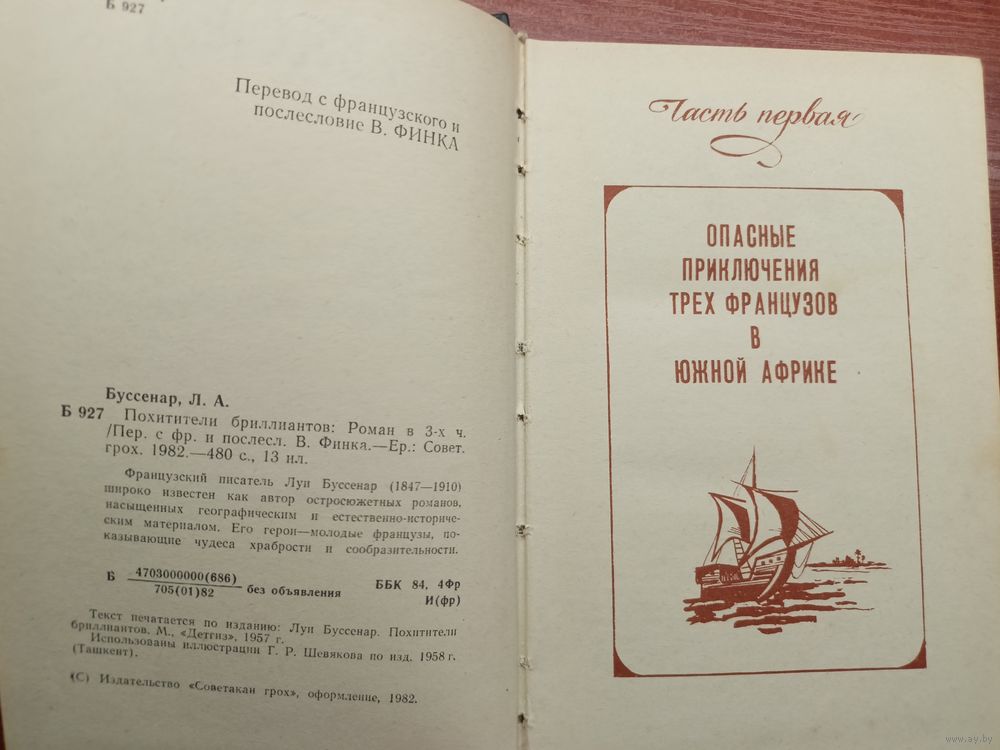 Б 927
Перевод с французского и
послесловие В. ФИНКА
Буссенар, Л. А.
Б 927 Похитители бриллиантов: Роман в 3-х ч.
/Пер. с фр. и послесл. В. Финка.—Ер.: Совет.
грох. 1982.—480 с., 13 ил.
Французский писатель Луи Буссенар (1847—1910)
широко известен как автор остросюжетных романов,
насыщенных географическим и естественно-историче-
ским материалом. Его герои—молодые французы, по-
казывающие чудеса храбрости и сообразительности.
Б 4703000000(686)
705(01)82 без объявления
ББК 84, 4Фр
И(фр)
Текст печатается по изданию: Луи Буссенар. Похитители
бриллиантов. М., «Детгиз», 1957 г.
Использованы иллюстрации Г. Р. Шевякова по изд. 1958 г.
(Ташкент).
(С) Издательство «Советакан грох», оформление, 1982.
Часть первая
ОПАСНЫЕ
ПРИКЛЮЧЕНИЯ
ТРЕХ ФРАНЦУЗОВ
В
ЮЖНОЙ АФРИКЕ
www.ay.by